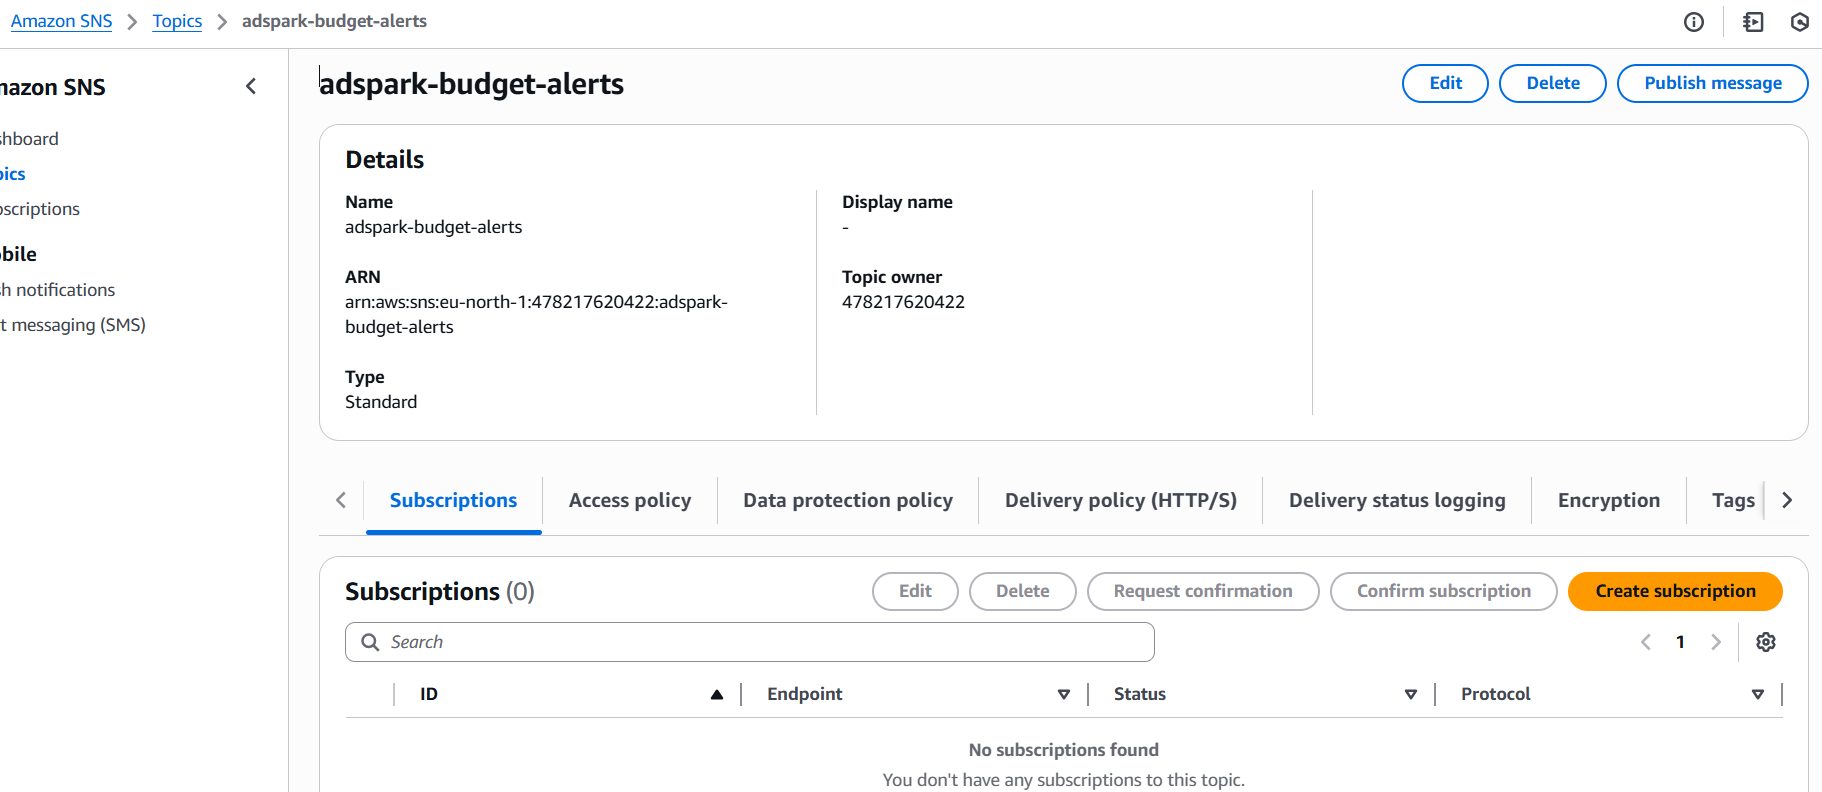 Amazon SNS > Topics > adspark-budget-alerts
mazon SNS
shboard
pics
bscriptions
obile
sh notifications
t messaging (SMS)
adspark-budget-alerts
Edit Delete Publish message
Details
Name
adspark-budget-alerts
ARN
arn:aws:sns:eu-north-1:478217620422:adspark-
budget-alerts
Type
Standard
Display name
-
Topic owner
478217620422
Subscriptions Access policy Data protection policy Delivery policy (HTTP/S) Delivery status logging Encryption Tags
Subscriptions (0)
Edit Delete Request confirmation Confirm subscription Create subscription
Search
1
ID Endpoint Status Protocol
No subscriptions found
You don't have any subscriptions to this topic.